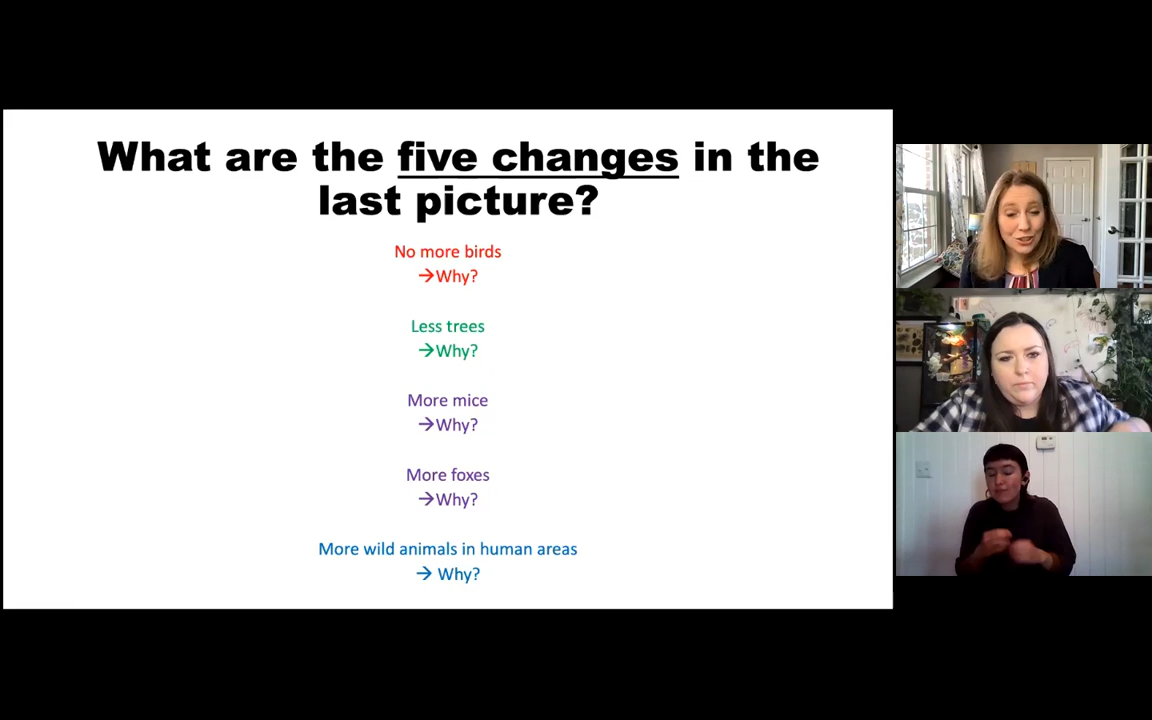 What are the five changes in the
last picture?
No more birds
→Why?
Less trees
→Why?
More mice
→Why?
More foxes
→Why?
More wild animals in human areas
→ Why?